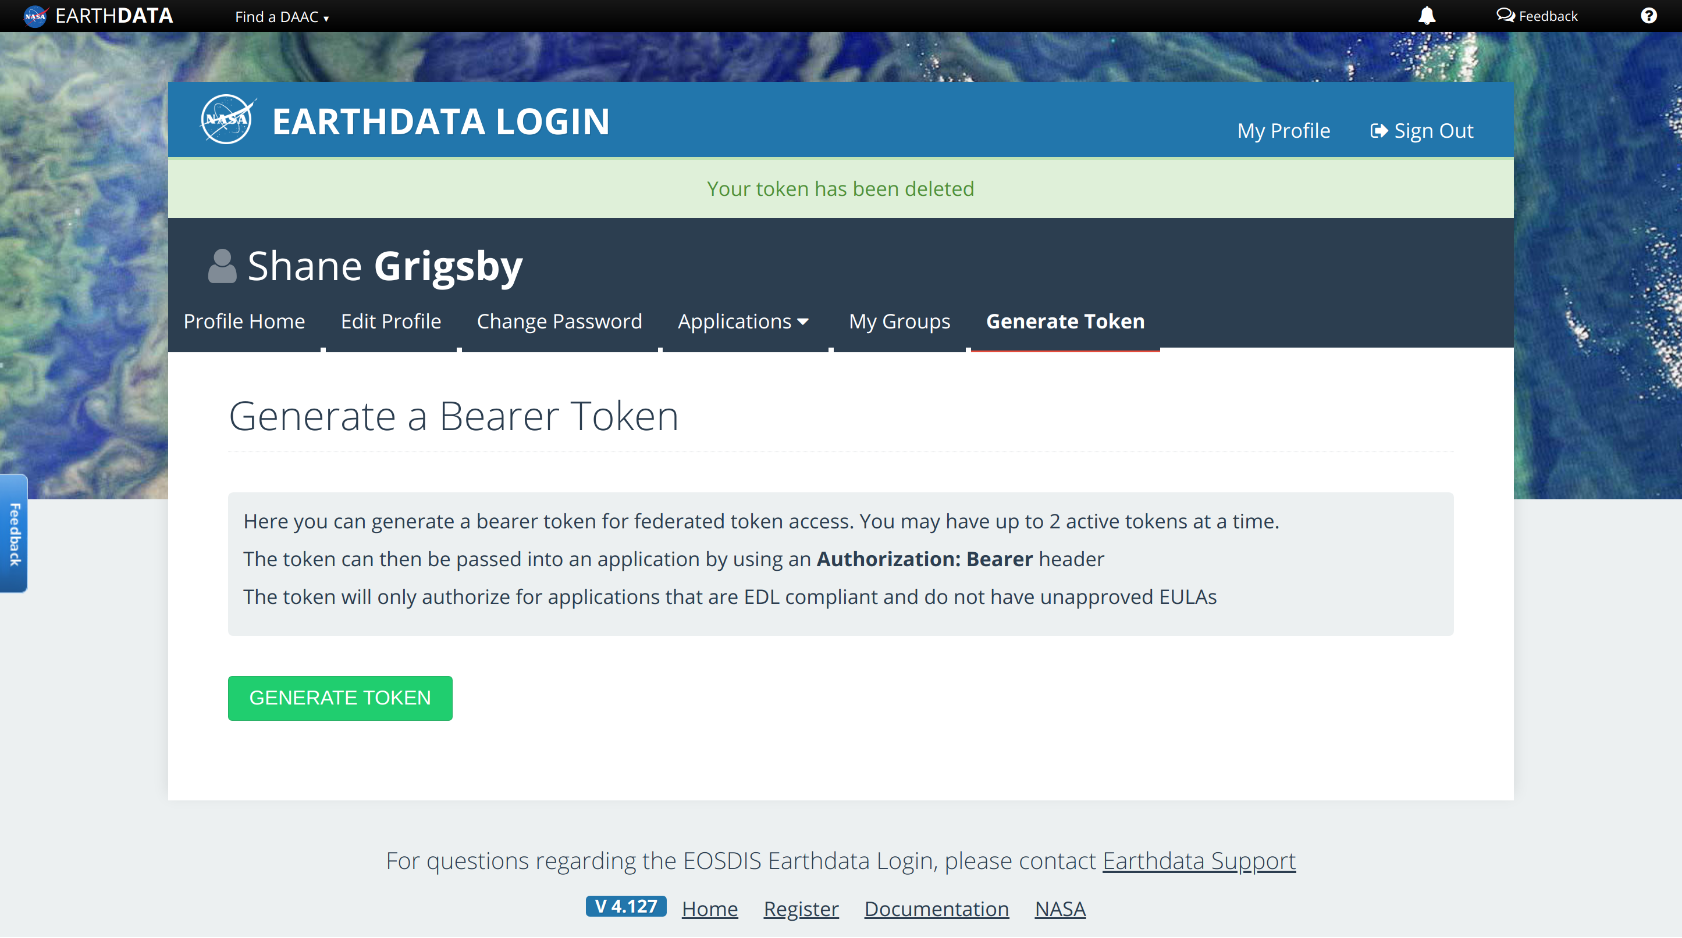 NASA EARTHDATA Find a DAAC ▾ Feedback ?
NASA EARTHDATA LOGIN My Profile Sign Out
Your token has been deleted
Shane Grigsby
Profile Home Edit Profile Change Password Applications My Groups Generate Token
Generate a Bearer Token
Feedback
Here you can generate a bearer token for federated token access. You may have up to 2 active tokens at a time.
The token can then be passed into an application by using an Authorization: Bearer header
The token will only authorize for applications that are EDL compliant and do not have unapproved EULAs
GENERATE TOKEN
For questions regarding the EOSDIS Earthdata Login, please contact Earthdata Support
V 4.127 Home Register Documentation NASA